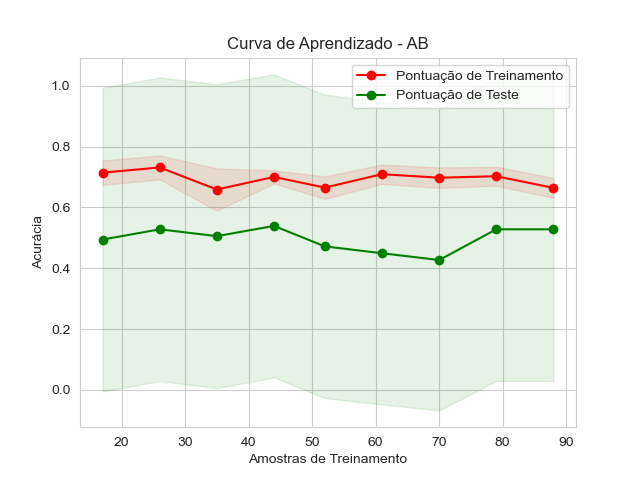 Curva de Aprendizado - AB
Pontuação de Treinamento
Pontuação de Teste
Acurácia
1.0
0.8
0.6
0.4
0.2
0.0
20 30 40 50 60 70 80 90
Amostras de Treinamento